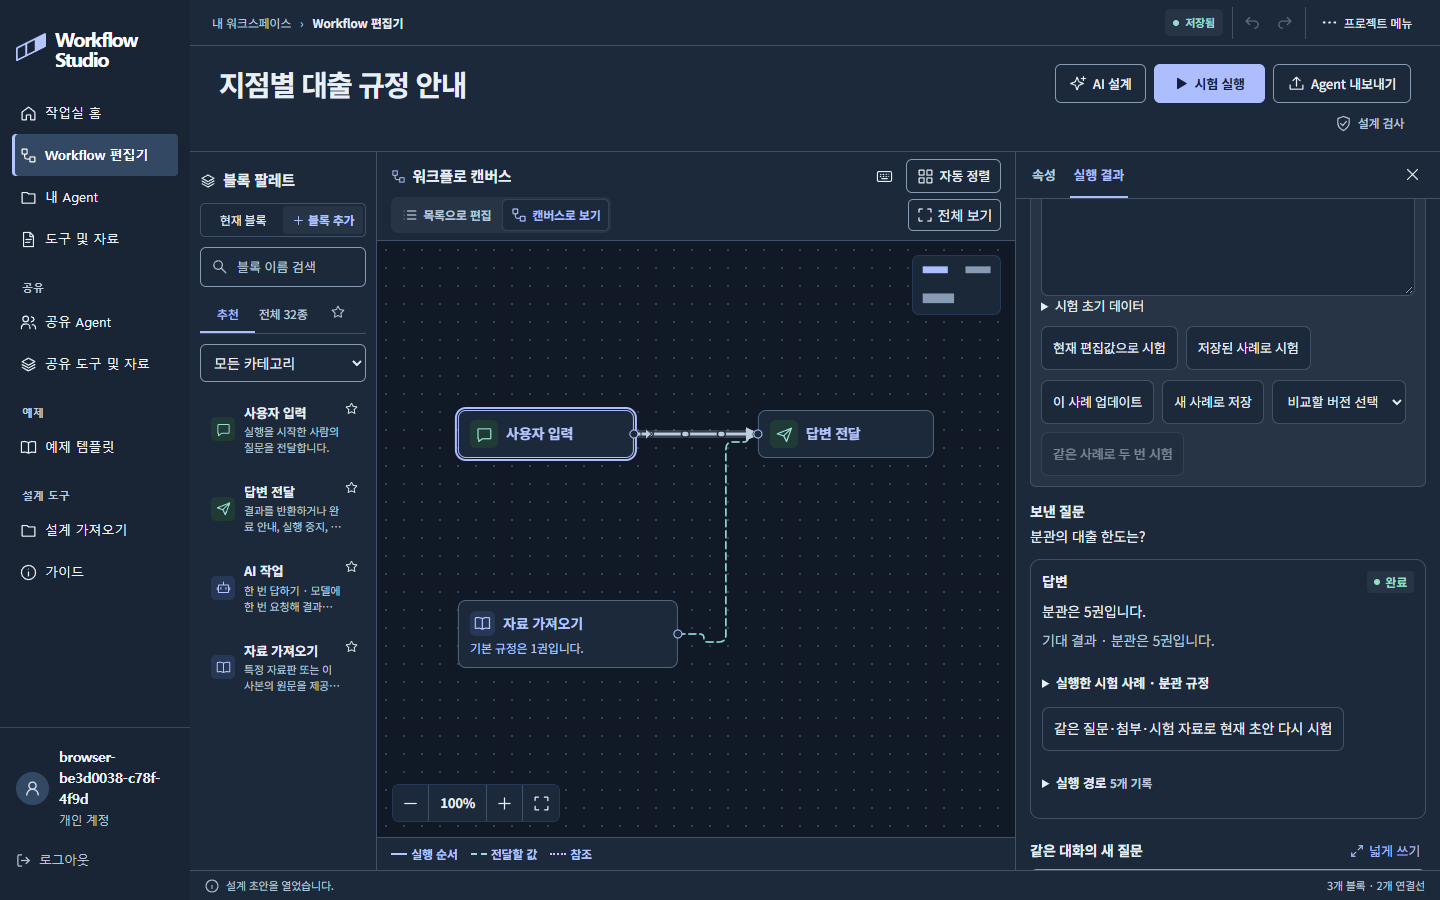 Workflow
Studio
작업실 홈
Workflow 편집기
내 Agent
도구 및 자료
공유
공유 Agent
공유 도구 및 자료
예제
예제 템플릿
설계 도구
설계 가져오기
가이드
browser-
be3d0038-c78f-
4f9d
개인 계정
로그아웃
내 워크스페이스 › Workflow 편집기
저장됨
프로젝트 메뉴
지점별 대출 규정 안내
AI 설계
시험 실행
Agent 내보내기
설계 검사
블록 팔레트
현재 블록
블록 추가
블록 이름 검색
추천
전체 32종
모든 카테고리
사용자 입력
실행을 시작한 사람의
질문을 전달합니다.
답변 전달
결과를 반환하거나 완
료 안내, 실행 중지, …
AI 작업
한 번 답하기 · 모델에
한 번 요청해 결과…
자료 가져오기
특정 자료판 또는 이
사본의 원문을 제공…
워크플로 캔버스
자동 정렬
목록으로 편집
캔버스로 보기
전체 보기
사용자 입력
답변 전달
자료 가져오기
기본 규정은 1권입니다.
100%
실행 순서
전달할 값
참조
속성
실행 결과
시험 초기 데이터
현재 편집값으로 시험
저장된 사례로 시험
이 사례 업데이트
새 사례로 저장
비교할 버전 선택
같은 사례로 두 번 시험
보낸 질문
분관의 대출 한도는?
답변
완료
분관은 5권입니다.
기대 결과 · 분관은 5권입니다.
실행한 시험 사례 · 분관 규정
같은 질문·첨부·시험 자료로 현재 초안 다시 시험
실행 경로 5개 기록
같은 대화의 새 질문
넓게 쓰기
설계 초안을 열었습니다.
3개 블록 · 2개 연결선